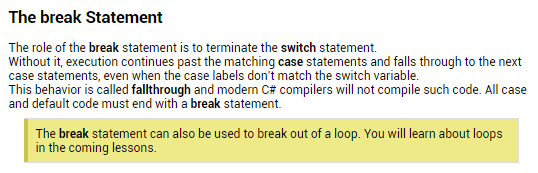 The break Statement
The role of the break statement is to terminate the switch statement.
Without it, execution continues past the matching case statements and falls through to the next
case statements, even when the case labels don't match the switch variable.
This behavior is called fallthrough and modern C# compilers will not compile such code. All case
and default code must end with a break statement.
The break statement can also be used to break out of a loop. You will learn about loops
in the coming lessons.